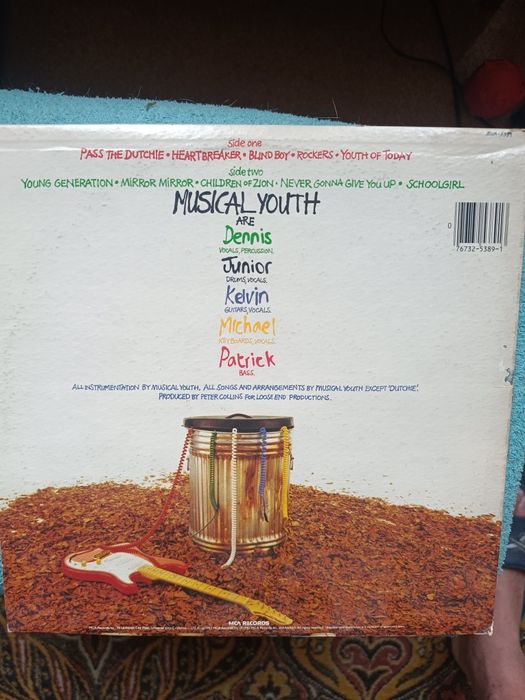 side one
PASS THE DUTCHIE • HEARTBREAKER • BLIND BOY • ROCKERS • YOUTH OF TODAY
side two
YOUNG GENERATION • MIRROR MIRROR • CHILDREN OF ZION • NEVER GONNA GIVE YOU UP • SCHOOLGIRL
MUSICAL YOUTH
ARE
Dennis
VOCALS, PERCUSSION.
Junior
DRUMS, VOCALS.
Kelvin
GUITARS, VOCALS.
Michael
KEYBOARDS, VOCALS.
Patrick
BASS.
0 76732-5389-1
ALL INSTRUMENTATION BY MUSICAL YOUTH. ALL SONGS AND ARRANGEMENTS BY MUSICAL YOUTH EXCEPT 'DUTCHIE'.
PRODUCED BY PETER COLLINS FOR LOOSE END PRODUCTIONS.
MCA RECORDS